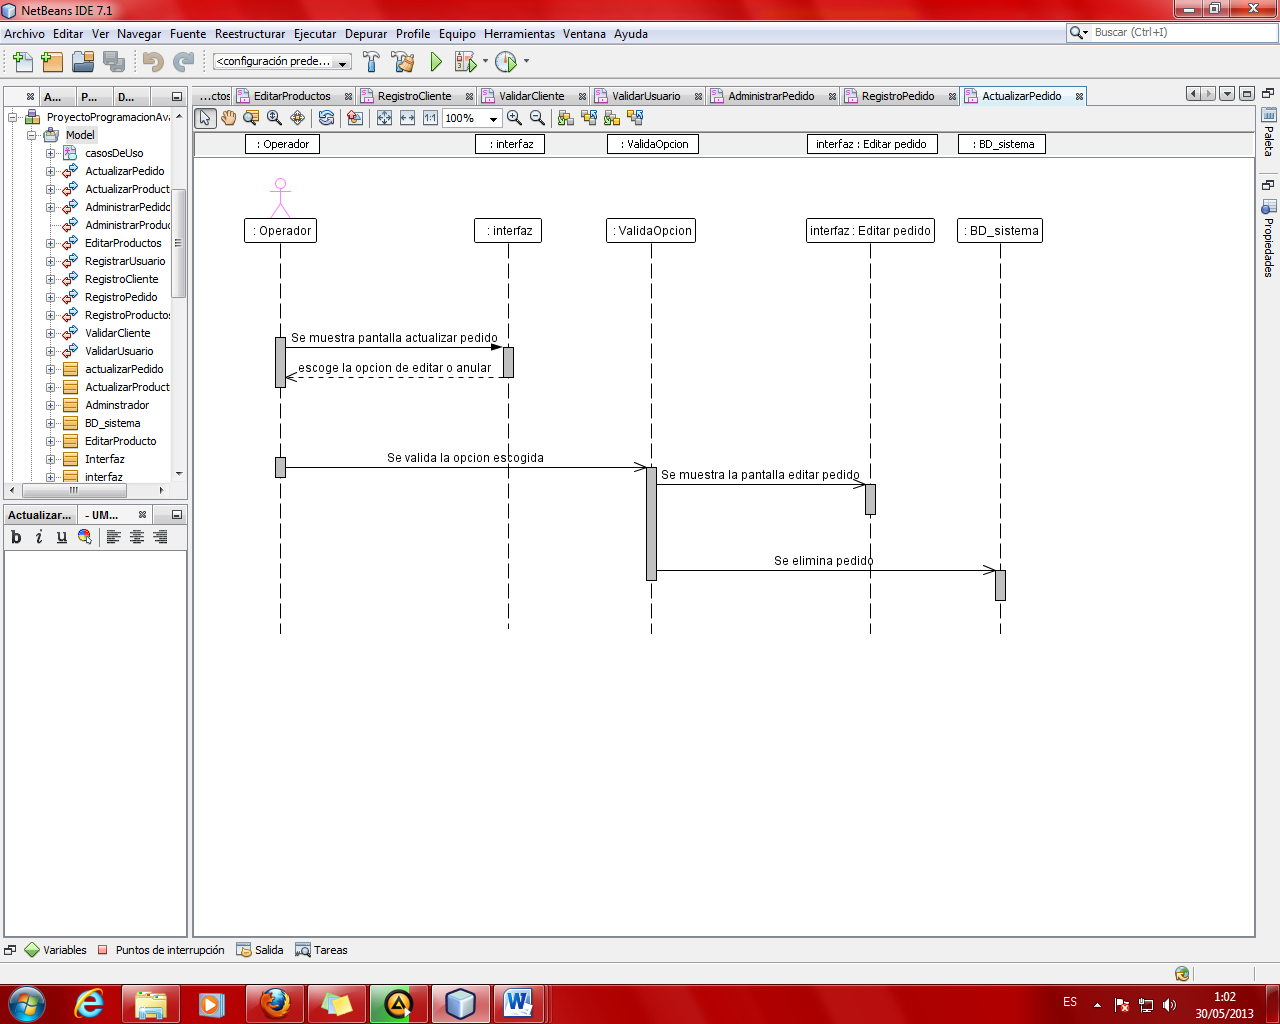 NetBeans IDE 7.1
Archivo Editar Ver Navegar Fuente Reestructurar Ejecutar Depurar Profile Equipo Herramientas Ventana Ayuda
Buscar (Ctrl+I)
<configuración prede...
A... P... D...
...ctos EditarProductos RegistroCliente ValidarCliente ValidarUsuario AdministrarPedido RegistroPedido ActualizarPedido
100%
ProyectoProgramacionAva
Model
casosDeUso
ActualizarPedido
ActualizarProduct
AdministrarPedido
AdministrarProduc
EditarProductos
RegistrarUsuario
RegistroCliente
RegistroPedido
RegistroProductos
ValidarCliente
ValidarUsuario
actualizarPedido
ActualizarProduct
Adminstrador
BD_sistema
EditarProducto
Interfaz
interfaz
Actualizar... - UM...
b i u
: Operador : interfaz : ValidaOpcion interfaz : Editar pedido : BD_sistema
: Operador : interfaz : ValidaOpcion interfaz : Editar pedido : BD_sistema
Se muestra pantalla actualizar pedido
escoge la opcion de editar o anular
Se valida la opcion escogida
Se muestra la pantalla editar pedido
Se elimina pedido
Paleta
Propiedades
Variables Puntos de interrupción Salida Tareas
ES
1:02
30/05/2013